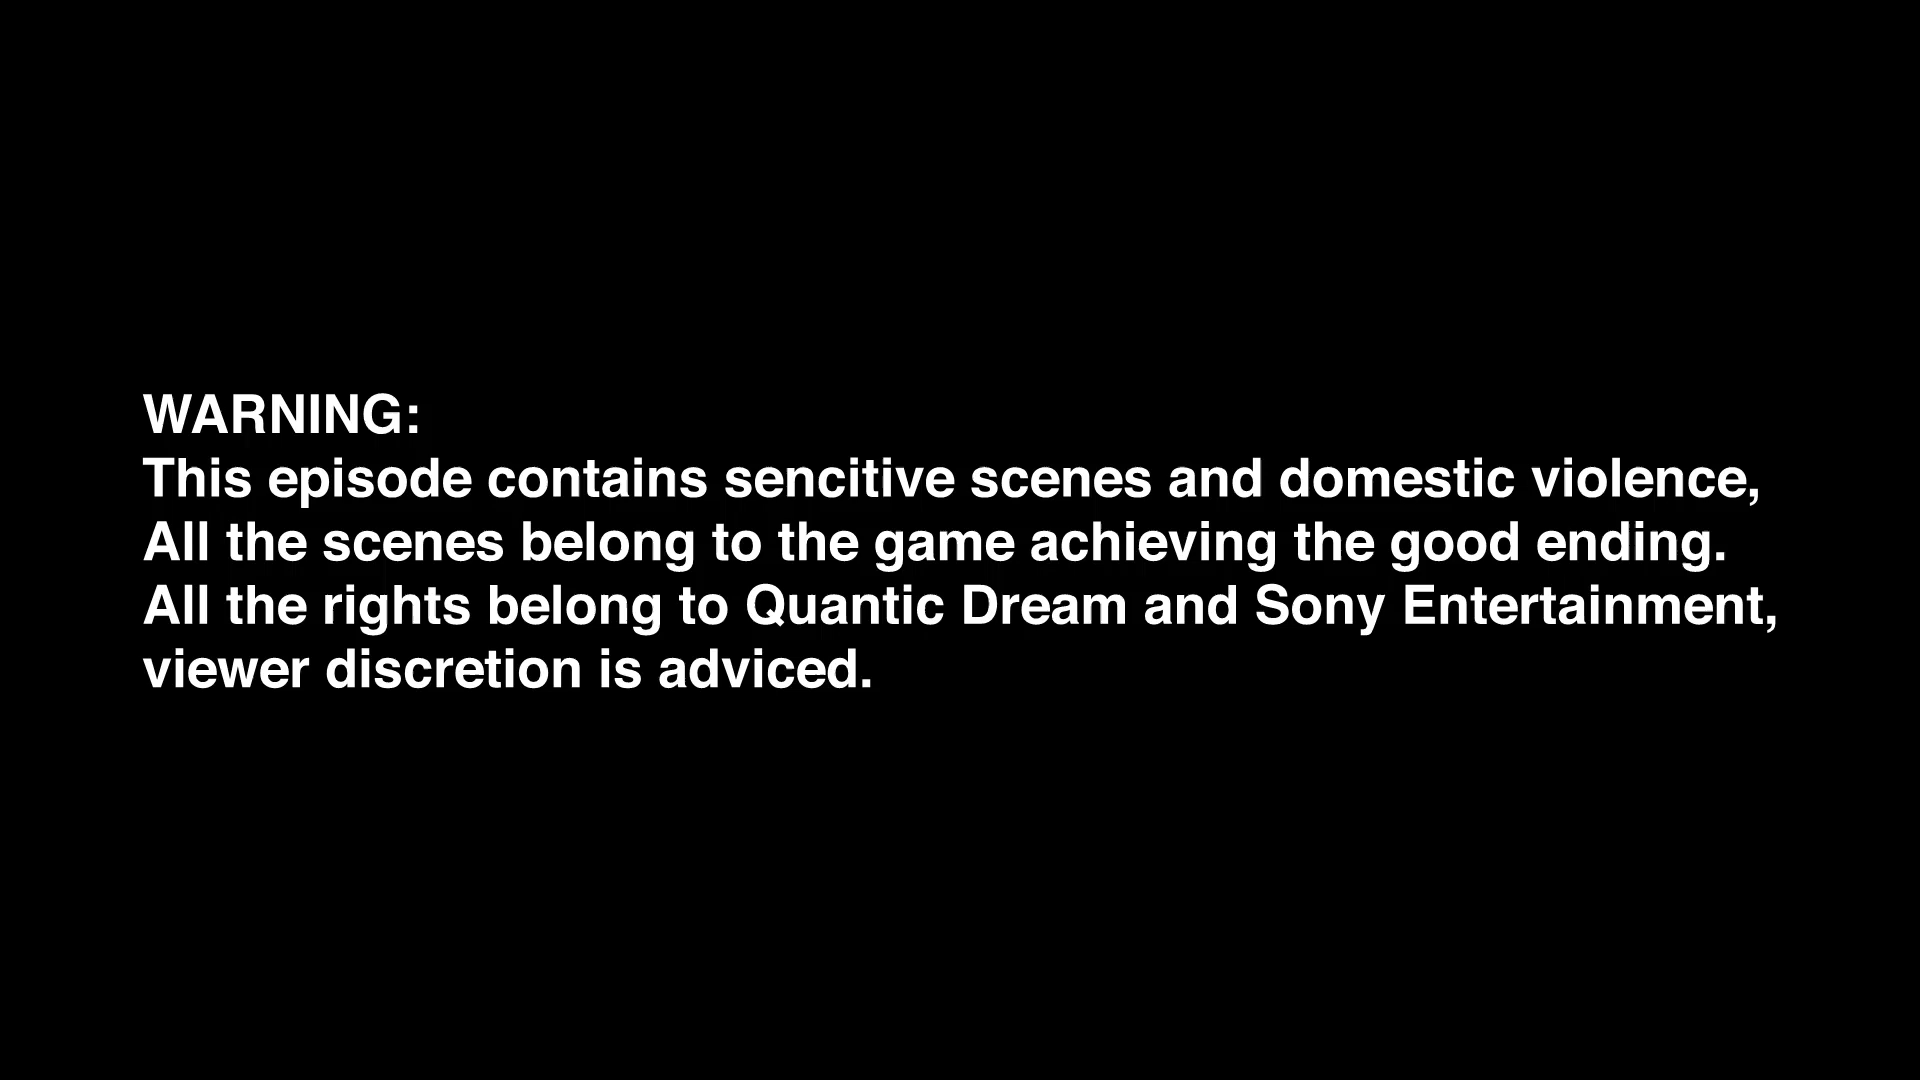 WARNING:
This episode contains sencitive scenes and domestic violence,
All the scenes belong to the game achieving the good ending.
All the rights belong to Quantic Dream and Sony Entertainment,
viewer discretion is adviced.